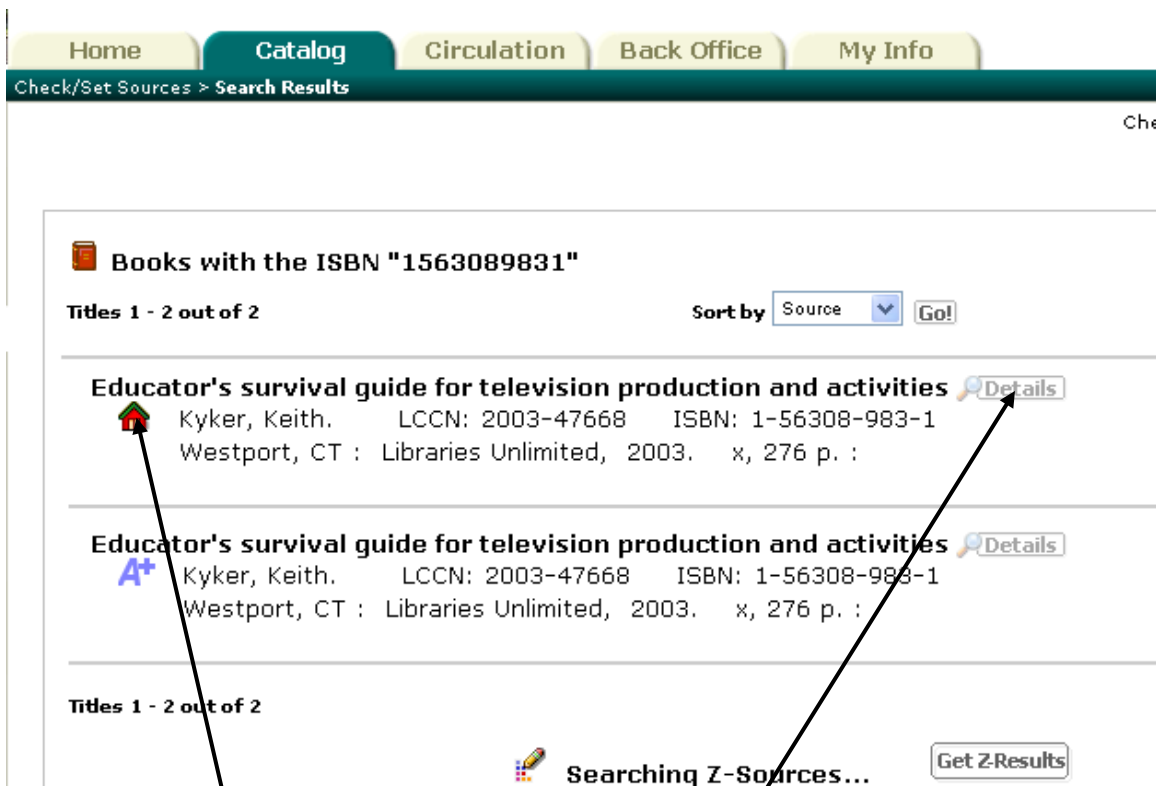 Home Catalog Circulation Back Office My Info
Check/Set Sources > Search Results
Che
Books with the ISBN "1563089831"
Titles 1 - 2 out of 2 Sort by Source Go!
Educator's survival guide for television production and activities Details
Kyker, Keith. LCCN: 2003-47668 ISBN: 1-56308-983-1
Westport, CT : Libraries Unlimited, 2003. x, 276 p. :
Educator's survival guide for television production and activities Details
A+ Kyker, Keith. LCCN: 2003-47668 ISBN: 1-56308-983-1
Westport, CT : Libraries Unlimited, 2003. x, 276 p. :
Titles 1 - 2 out of 2
Searching Z-Sources... Get Z-Results